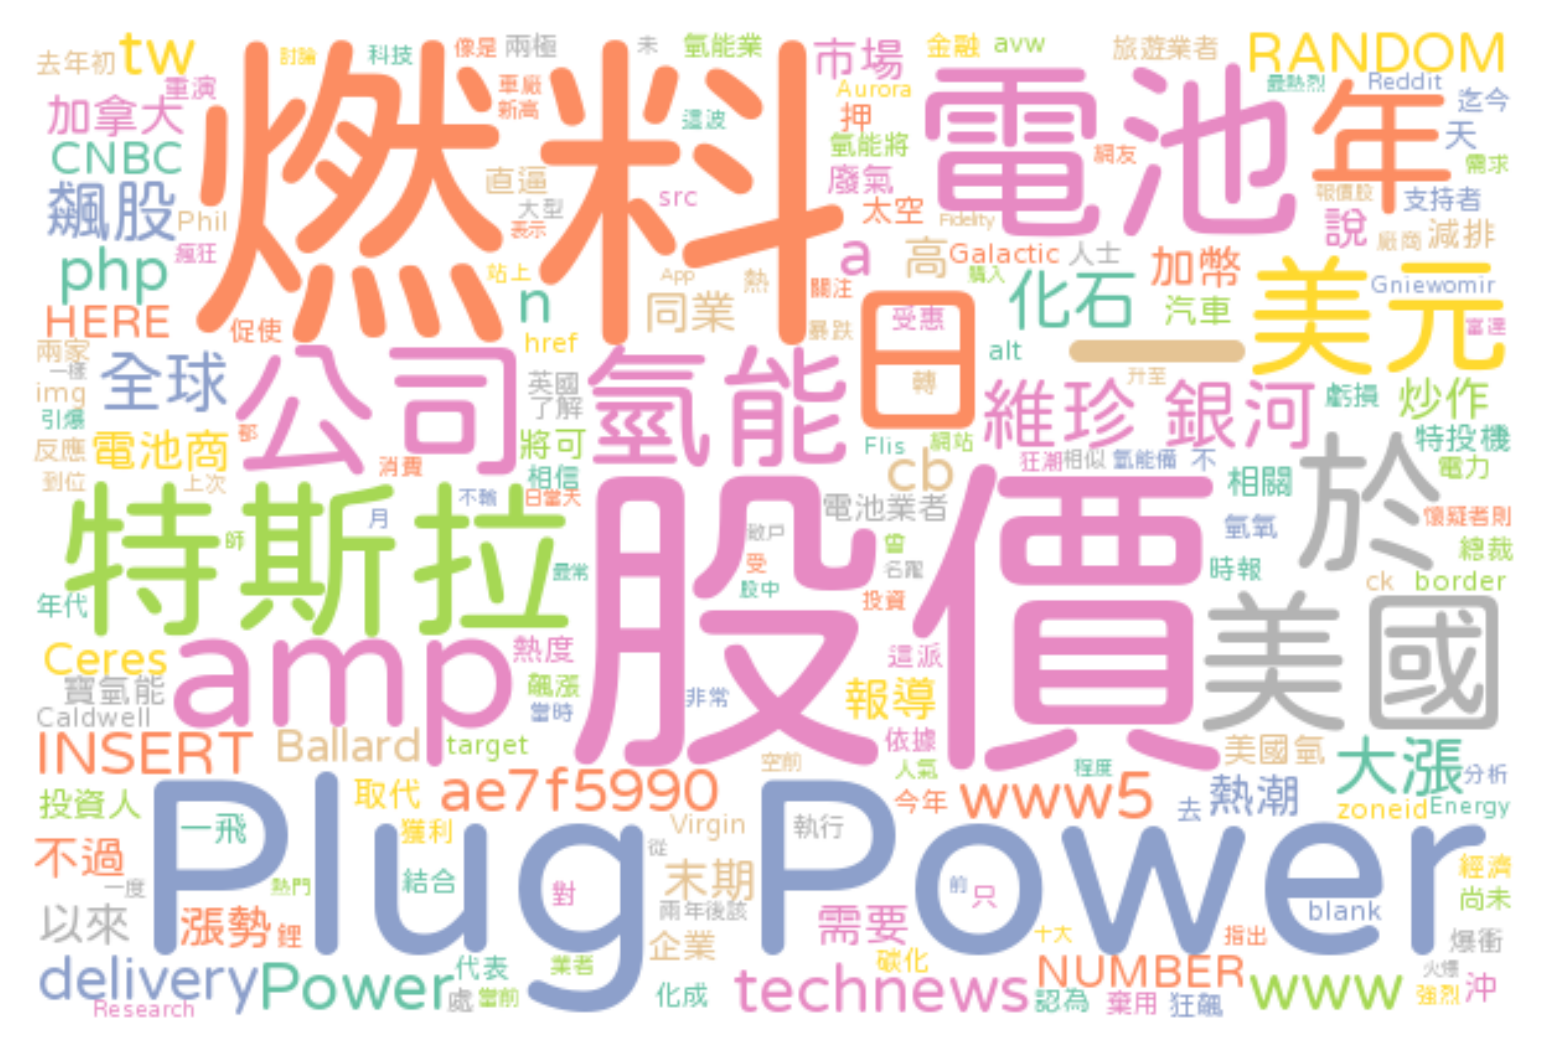 去年初 tw 討論 科技 像是 兩極 未 氫能業 市場 金融 avw 旅遊業者 RANDOM
重演 燃料 車廠 新高 這波 Aurora 押 電池 最熱烈 Reddit 迄今
加拿大 氫能將 網友 年 天
CNBC 直逼 廢氣 需求
飆股 Phil 大型 src 太空 Fidelity 報價股 支持者
瘋狂 表示 說 廠商 減排
php 站上 App 熱 a 高 Galactic 人士 加幣 美元
n 同業 關注 購入 化石 汽車 Gniewomir
HERE 促使 href 暴跌 受惠 日 alt 一 富達
兩家 一樣 全球 公司 英國 氫能 轉 升至
img 了解 維珍 銀河 虧損 炒作
引爆 都 將可 Flis 網站 特投機
反應 電池商 消費 相信 cb 狂潮 相似 氫能備 不 相關 於 電力
到位 上次 不輸 日當天
特斯拉 月 股價 電池業者 氫氧 懷疑者則
師 散戶 曾 總裁
最常 受 名單 時報 ck border
年代 股中 投資 美國
Ceres amp 熱度 這派
寶氫能 飆漲 非常 報導
Caldwell 當時 依據
INSERT Ballard target 空前 人氣 程度 美國氫 大漲 分析
投資人 取代 ae7f5990 今年 www5 去 熱潮 zoneid Energy
一飛 Plug Power 獲利 Virgin 執行
不過 從 經濟
一度 熱門 結合 對 末期 前 只 尚未
以來 漲勢 鋰 兩年後該 需要 blank
企業 十大 指出 爆衝
delivery Power 代表 業者 碳化 NUMBER 火爆
Research 處 當前 化成 technews 認為 棄用 狂飆 www 強烈 沖